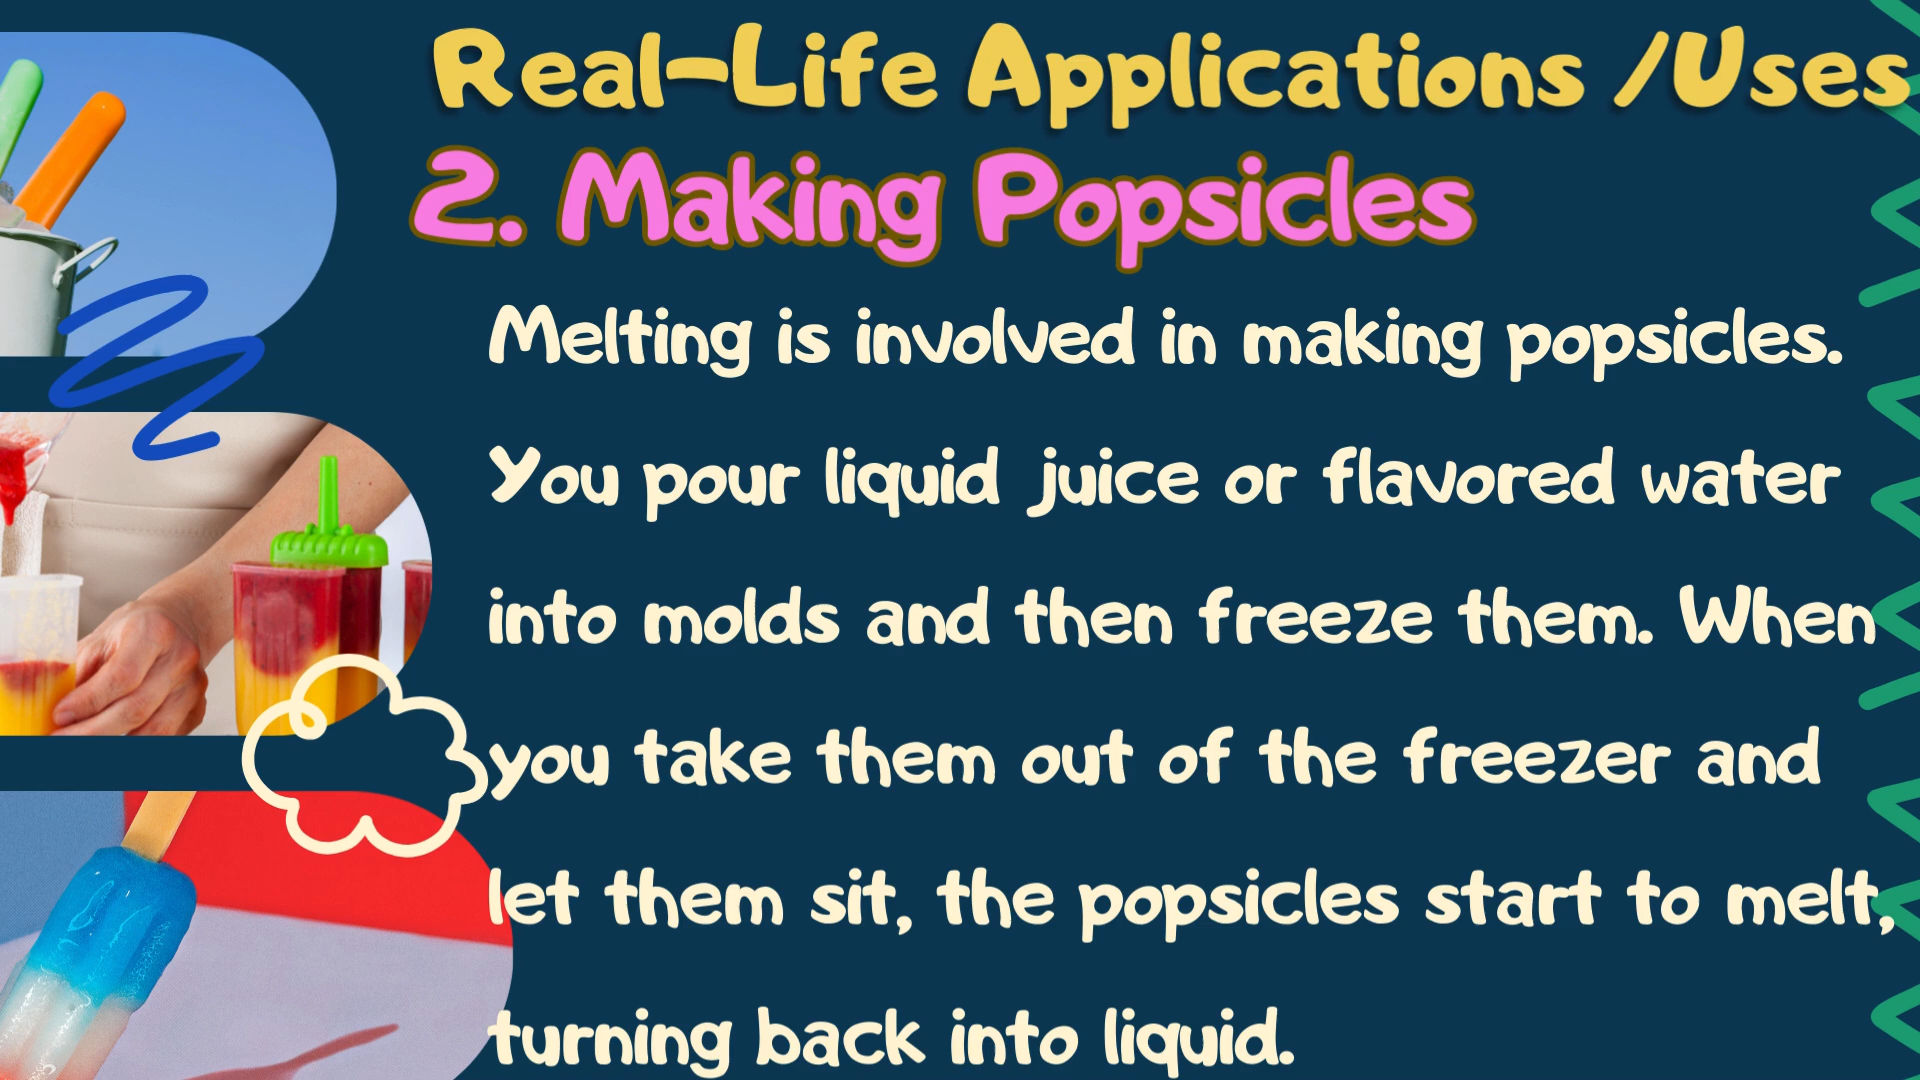 Real-Life Applications /Uses
2. Making Popsicles
Melting is involved in making popsicles.
You pour liquid juice or flavored water
into molds and then freeze them. When
you take them out of the freezer and
let them sit, the popsicles start to melt,
turning back into liquid.